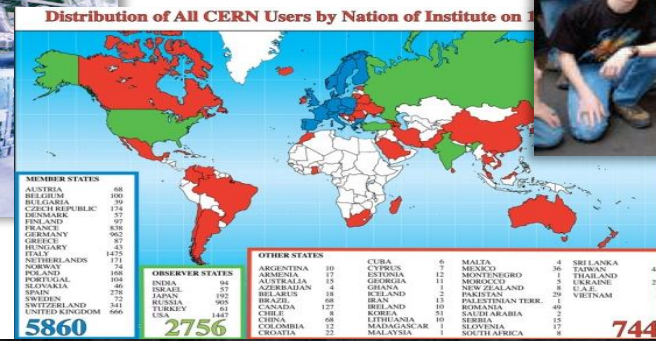 Distribution of All CERN Users by Nation of Institute on 1
MEMBER STATES
AUSTRIA 68
BELGIUM 100
BULGARIA 39
CZECH REPUBLIC 174
DENMARK 57
FINLAND 97
FRANCE 838
GERMANY 962
GREECE 87
HUNGARY 43
ITALY 1475
NETHERLANDS 171
NORWAY 74
POLAND 168
PORTUGAL 104
SLOVAKIA 46
SPAIN 278
SWEDEN 72
SWITZERLAND 341
UNITED KINGDOM 666
5860
OBSERVER STATES
INDIA 94
ISRAEL 57
JAPAN 192
RUSSIA 905
TURKEY 61
USA 1447
2756
OTHER STATES
ARGENTINA 10
ARMENIA 17
AUSTRALIA 15
AZERBAIJAN 4
BELARUS 18
BRAZIL 68
CANADA 127
CHILE 8
CHINA 68
COLOMBIA 12
CROATIA 22
CUBA 6
CYPRUS 7
ESTONIA 12
GEORGIA 11
GHANA 1
ICELAND 2
IRAN 13
IRELAND 10
KOREA 51
LITHUANIA 10
MADAGASCAR 1
MALAYSIA 1
MALTA 4
MEXICO 36
MONTENEGRO 1
MOROCCO 5
NEW ZEALAND 8
PAKISTAN 29
PALESTINIAN TERR. 1
ROMANIA 49
SAUDI ARABIA 2
SERBIA 15
SLOVENIA 17
SOUTH AFRICA 8
SRI LANKA
TAIWAN 4
THAILAND
UKRAINE 2
U.A.E.
VIETNAM
744